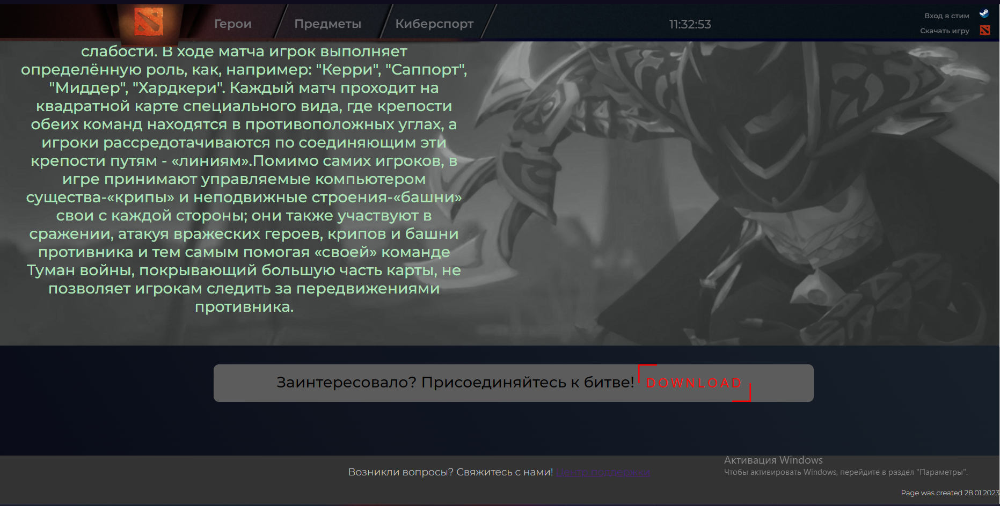 Герои
Предметы
Киберспорт
11:32:53
Вход в стим
Скачать игру
слабости. В ходе матча игрок выполняет
определённую роль, как, например: "Керри", "Саппорт",
"Миддер", "Хардкери". Каждый матч проходит на
квадратной карте специального вида, где крепости
обеих команд находятся в противоположных углах, а
игроки рассредотачиваются по соединяющим эти
крепости путям - «линиям».Помимо самих игроков, в
игре принимают управляемые компьютером
существа-«крипы» и неподвижные строения-«башни»
свои с каждой стороны; они также участвуют в
сражении, атакуя вражеских героев, крипов и башни
противника и тем самым помогая «своей» команде
Туман войны, покрывающий большую часть карты, не
позволяет игрокам следить за передвижениями
противника.
Заинтересовало? Присоединяйтесь к битве! DOWNLOAD
Возникли вопросы? Свяжитесь с нами! Центр поддержки
Активация Windows
Чтобы активировать Windows, перейдите в раздел "Параметры".
Page was created 28.01.2023